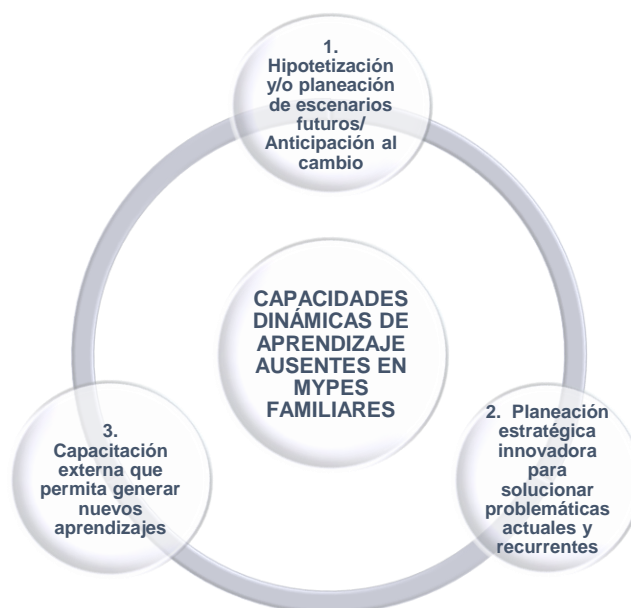 1.
Hipotetización
y/o planeación
de escenarios
futuros/
Anticipación al
cambio
CAPACIDADES
DINÁMICAS DE
APRENDIZAJE
AUSENTES EN
MYPES
FAMILIARES
2. Planeación
estratégica
innovadora
para
solucionar
problemáticas
actuales y
recurrentes
3.
Capacitación
externa que
permita generar
nuevos
aprendizajes